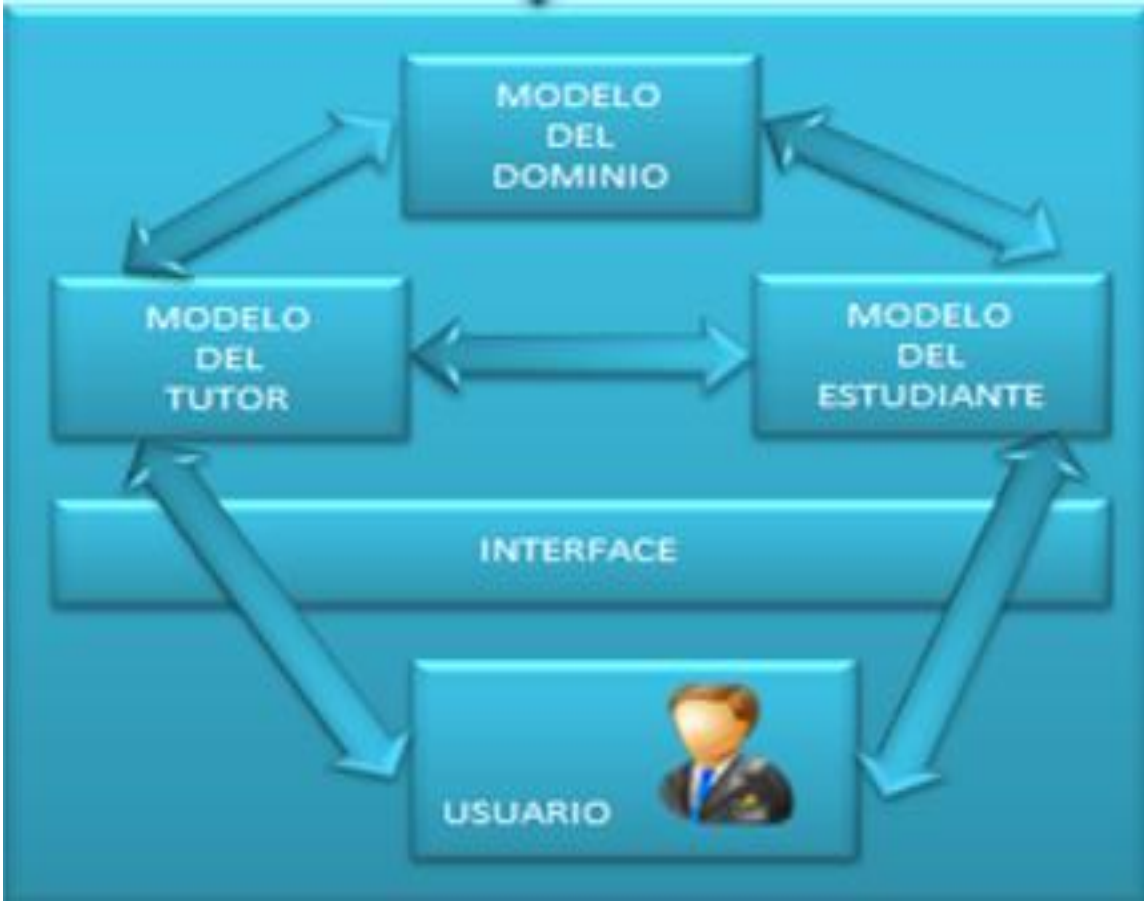 MODELO
DEL
DOMINIO
MODELO
DEL
TUTOR
MODELO
DEL
ESTUDIANTE
INTERFACE
USUARIO